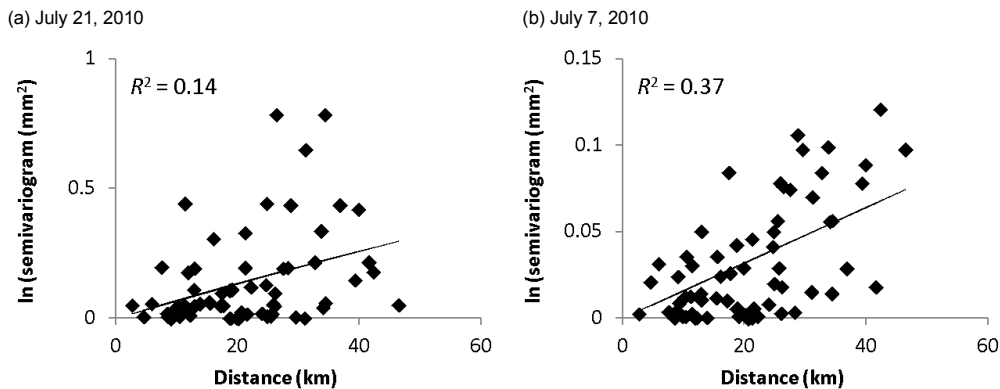 (a) July 21, 2010
(b) July 7, 2010
ln (semivariogram (mm²)
1
0.5
0
R² = 0.14
0
20
40
60
Distance (km)
ln (semivariogram (mm²)
0.15
0.1
0.05
0
R² = 0.37
0
20
40
60
Distance (km)